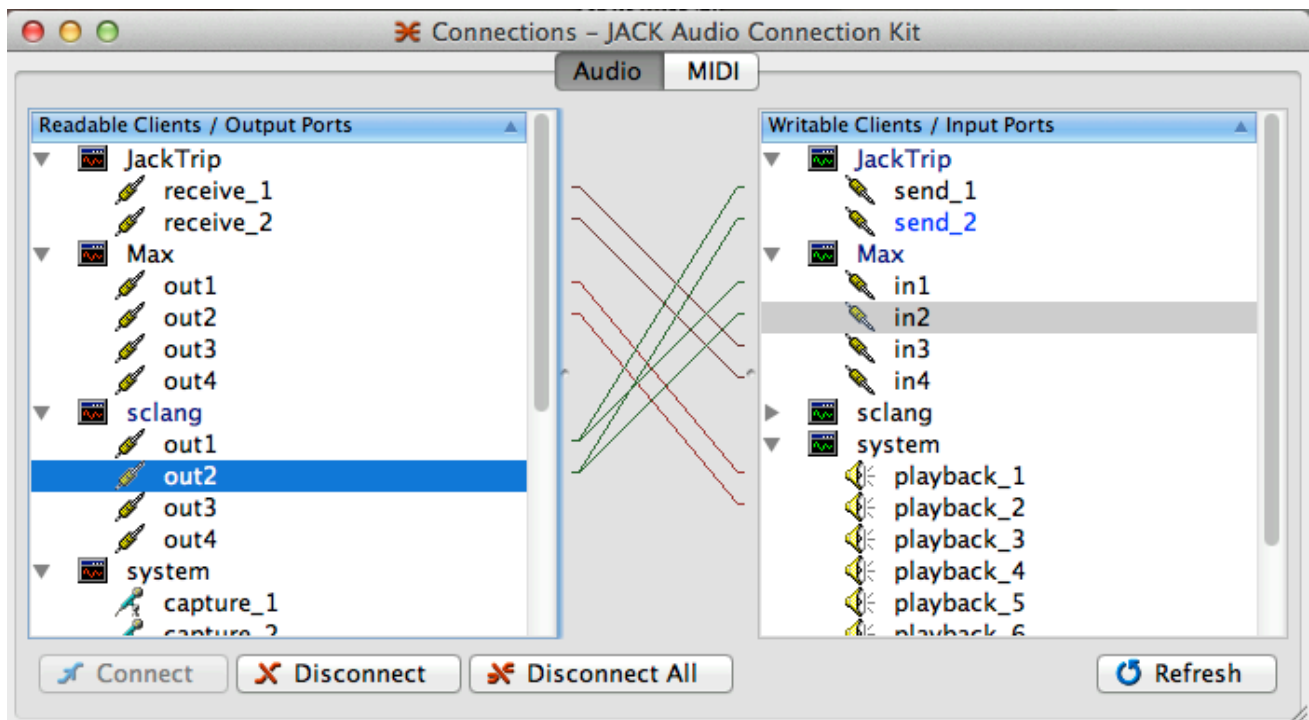 Connections – JACK Audio Connection Kit
Audio MIDI
Readable Clients / Output Ports
JackTrip
receive_1
receive_2
Max
out1
out2
out3
out4
sclang
out1
out2
out3
out4
system
capture_1
capture_2
Writable Clients / Input Ports
JackTrip
send_1
send_2
Max
in1
in2
in3
in4
sclang
system
playback_1
playback_2
playback_3
playback_4
playback_5
playback_6
Connect Disconnect Disconnect All Refresh